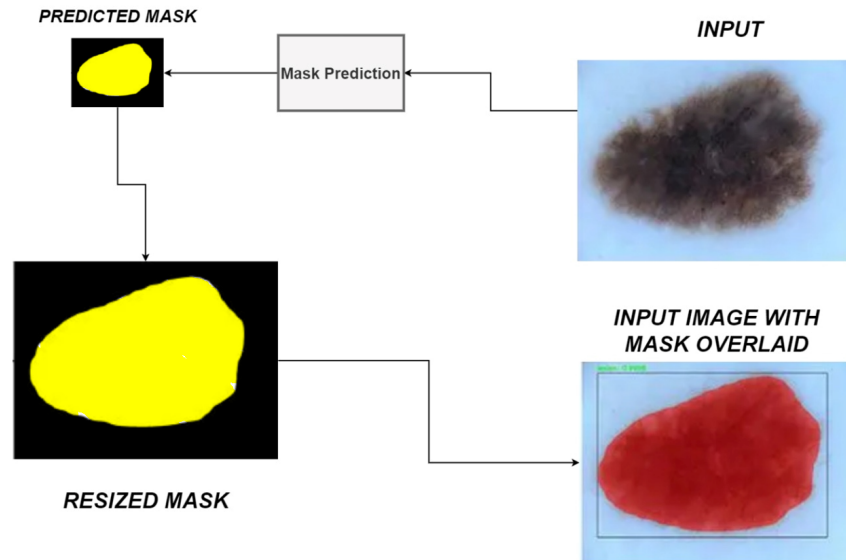 PREDICTED MASK
INPUT
Mask Prediction
INPUT IMAGE WITH
MASK OVERLAID
RESIZED MASK